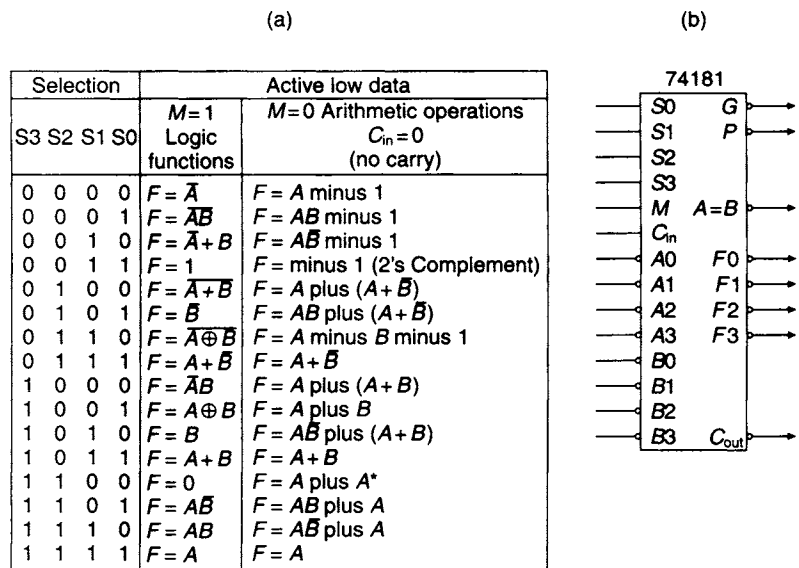 (a)
Selection | Active low data
S3 S2 S1 S0 | M = 1 Logic functions | M = 0 Arithmetic operations C_in = 0 (no carry)
0 0 0 0 F = A̅ F = A minus 1
0 0 0 1 F = A̅B̅ F = AB minus 1
0 0 1 0 F = A̅ + B F = AB̅ minus 1
0 0 1 1 F = 1 F = minus 1 (2's Complement)
0 1 0 0 F = A̅+̅B̅ F = A plus (A + B̅)
0 1 0 1 F = B̅ F = AB plus (A + B̅)
0 1 1 0 F = A̅⊕̅B̅ F = A minus B minus 1
0 1 1 1 F = A + B̅ F = A + B̅
1 0 0 0 F = A̅B F = A plus (A + B)
1 0 0 1 F = A ⊕ B F = A plus B
1 0 1 0 F = B F = AB̅ plus (A + B)
1 0 1 1 F = A + B F = A + B
1 1 0 0 F = 0 F = A plus A*
1 1 0 1 F = AB̅ F = AB plus A
1 1 1 0 F = AB F = AB̅ plus A
1 1 1 1 F = A F = A
(b)
74181
S0 G
S1 P
S2
S3
M A=B
C_in
A0 F0
A1 F1
A2 F2
A3 F3
B0
B1
B2
B3 C_out